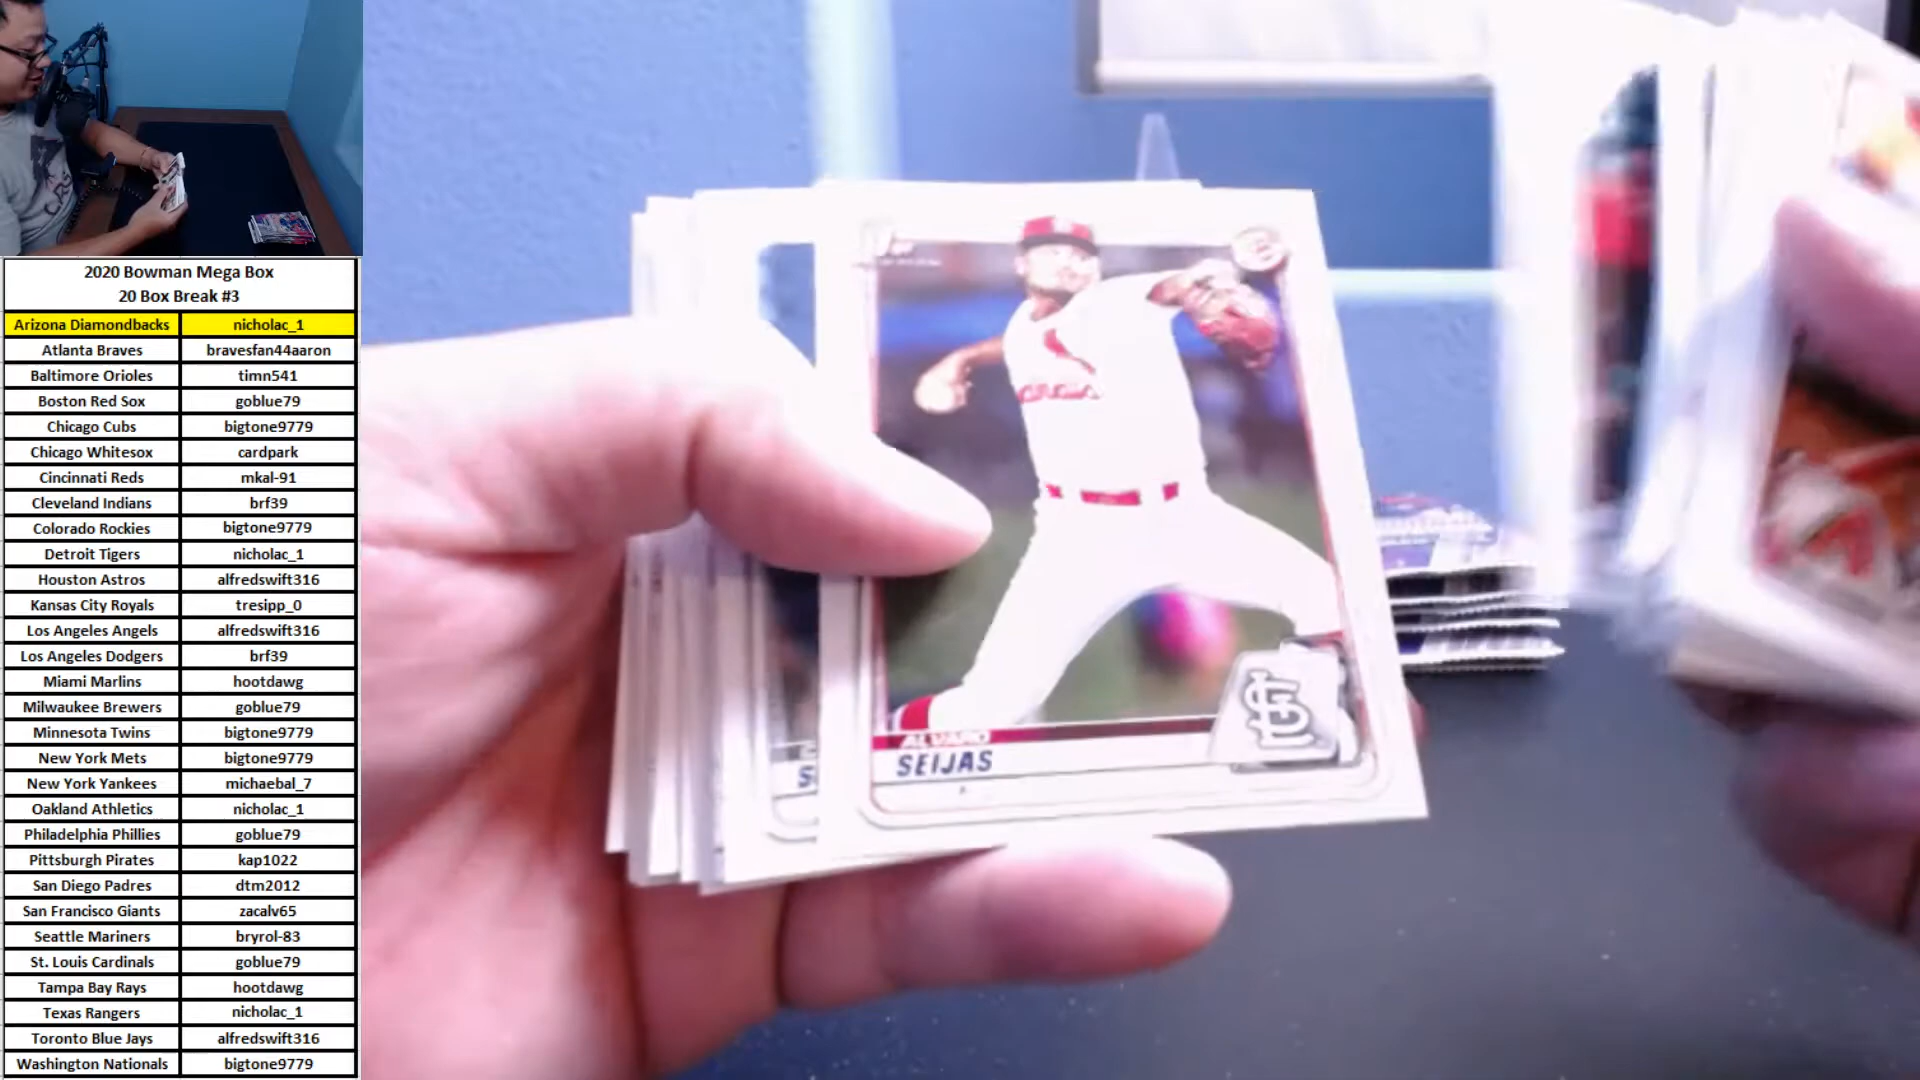 2020 Bowman Mega Box
20 Box Break #3
Arizona Diamondbacks nicholac_1
Atlanta Braves bravesfan44aaron
Baltimore Orioles timn541
Boston Red Sox goblue79
Chicago Cubs bigtone9779
Chicago Whitesox cardpark
Cincinnati Reds mkal-91
Cleveland Indians brf39
Colorado Rockies bigtone9779
Detroit Tigers nicholac_1
Houston Astros alfredswift316
Kansas City Royals tresipp_0
Los Angeles Angels alfredswift316
Los Angeles Dodgers brf39
Miami Marlins hootdawg
Milwaukee Brewers goblue79
Minnesota Twins bigtone9779
New York Mets bigtone9779
New York Yankees michaebal_7
Oakland Athletics nicholac_1
Philadelphia Phillies goblue79
Pittsburgh Pirates kap1022
San Diego Padres dtm2012
San Francisco Giants zacalv65
Seattle Mariners bryrol-83
St. Louis Cardinals goblue79
Tampa Bay Rays hootdawg
Texas Rangers nicholac_1
Toronto Blue Jays alfredswift316
Washington Nationals bigtone9779
ALVARO
SEIJAS
STL